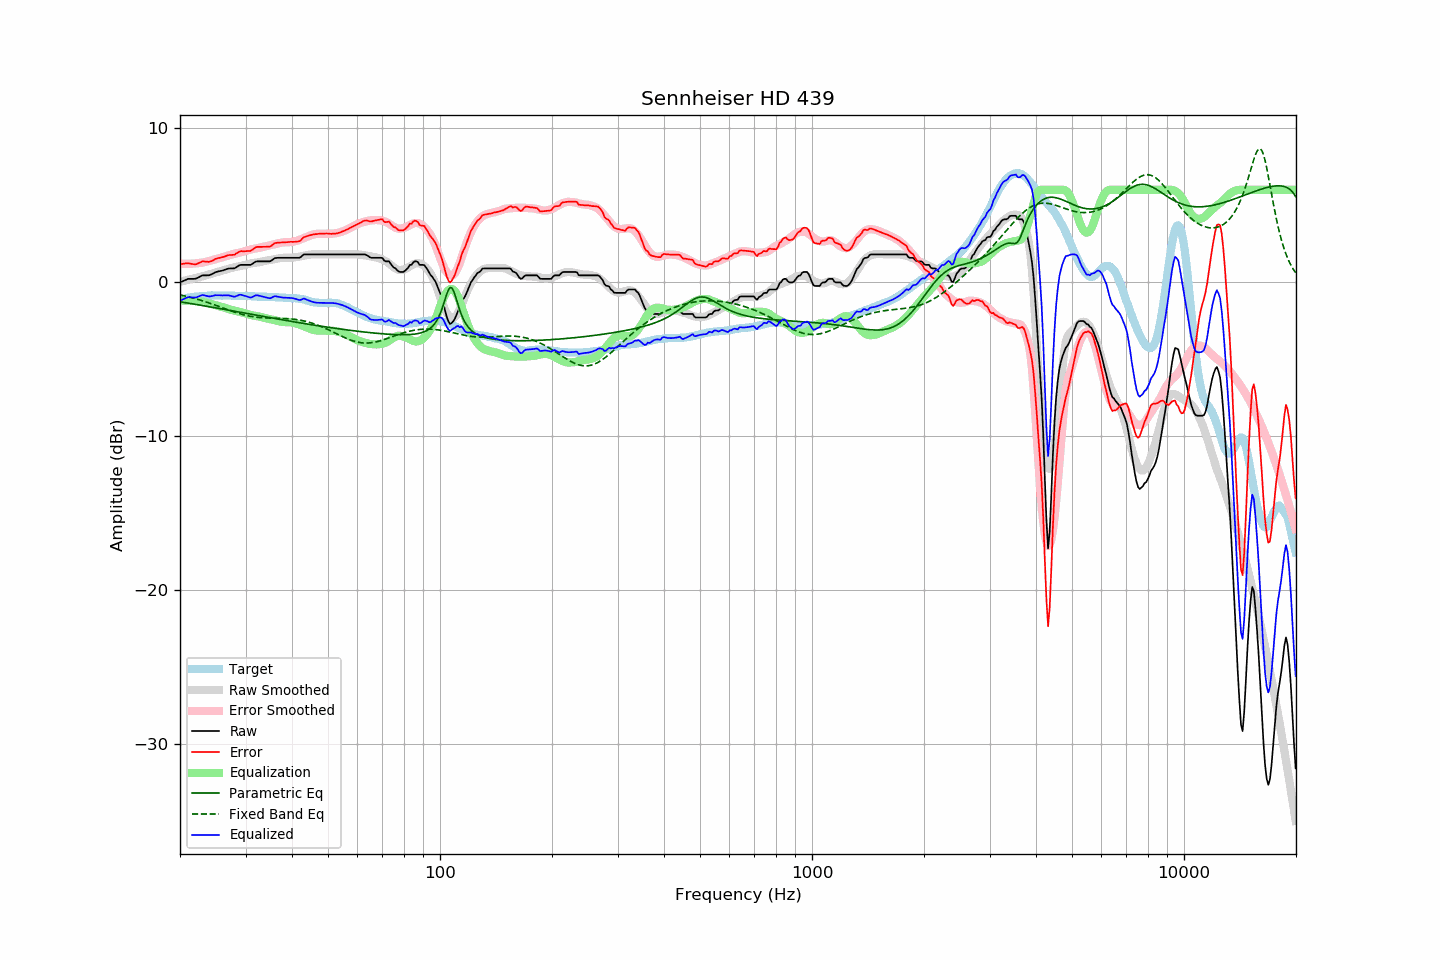 Sennheiser HD 439
10
0
−10
−20
−30
Amplitude (dBr)
100
1000
10000
Frequency (Hz)
Target
Raw Smoothed
Error Smoothed
Raw
Error
Equalization
Parametric Eq
Fixed Band Eq
Equalized